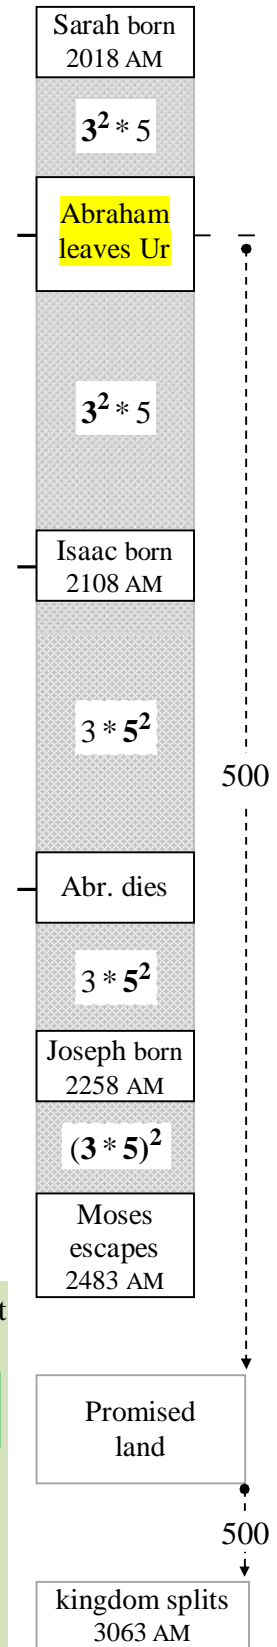 Sarah born
2018 AM
3² * 5
Abraham
leaves Ur
3² * 5
Isaac born
2108 AM
3 * 5²
500
Abr. dies
3 * 5²
Joseph born
2258 AM
(3 * 5)²
Moses
escapes
2483 AM
t
Promised
land
500
kingdom splits
3063 AM